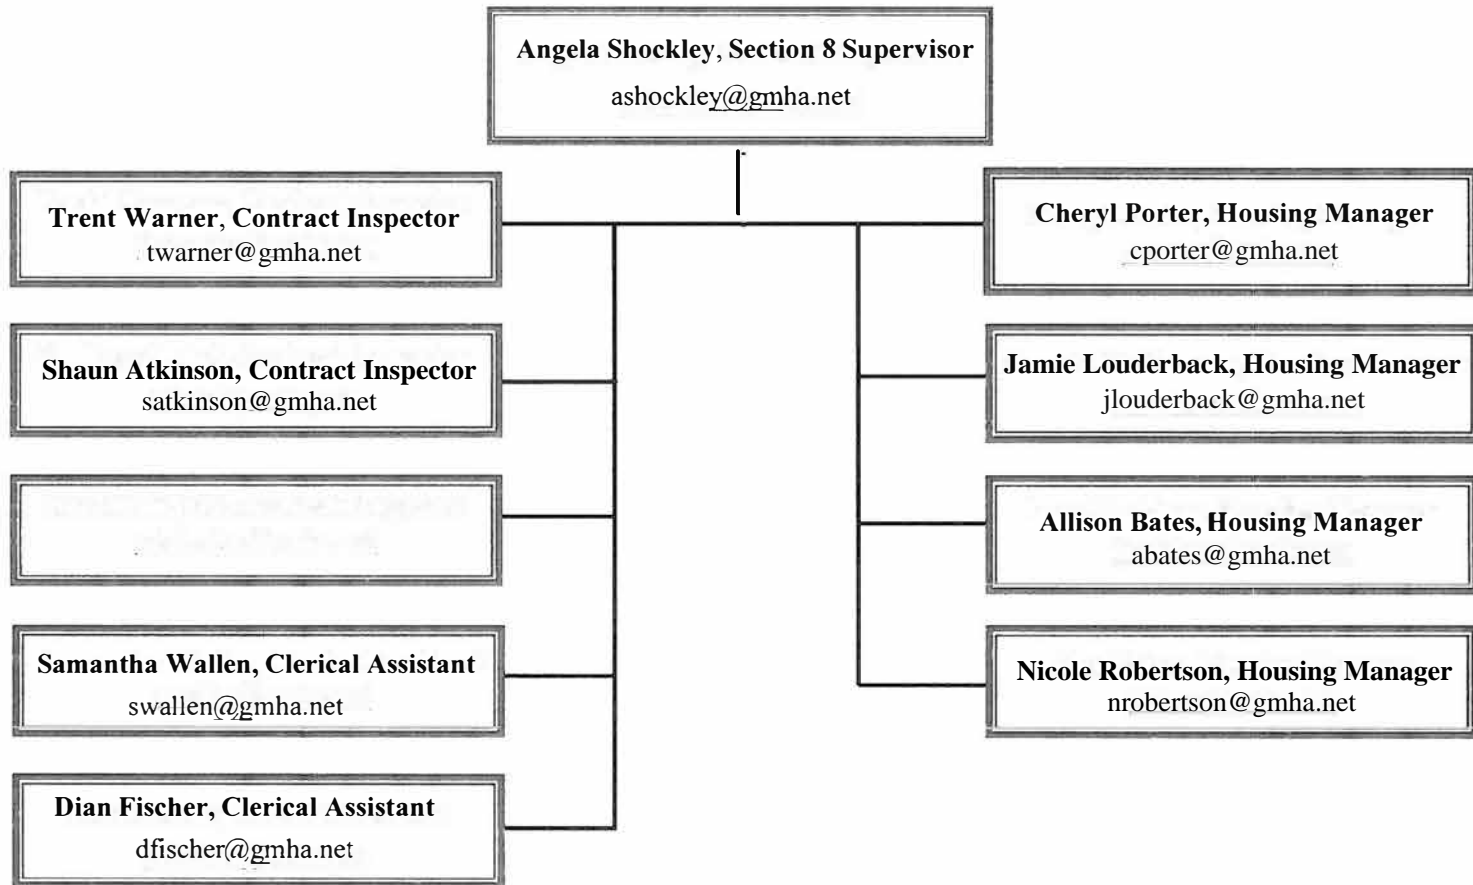 Angela Shockley, Section 8 Supervisor
ashockley@gmha.net
Trent Warner, Contract Inspector
twarner@gmha.net
Shaun Atkinson, Contract Inspector
satkinson@gmha.net
Samantha Wallen, Clerical Assistant
swallen@gmha.net
Dian Fischer, Clerical Assistant
dfischer@gmha.net
Cheryl Porter, Housing Manager
cporter@gmha.net
Jamie Louderback, Housing Manager
jlouderback@gmha.net
Allison Bates, Housing Manager
abates@gmha.net
Nicole Robertson, Housing Manager
nrobertson@gmha.net